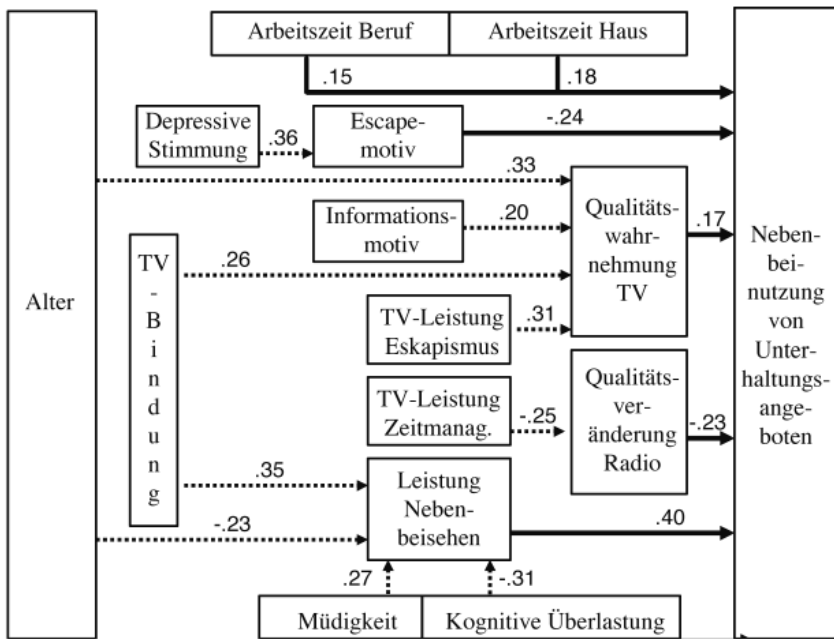 Arbeitszeit Beruf
Arbeitszeit Haus
.15
.18
Depressive
Stimmung
.36
Escape-
motiv
-.24
.33
Informations-
motiv
.20
Qualitäts-
wahr-
nehmung
TV
.17
Alter
TV
-
B
i
n
d
u
n
g
.26
TV-Leistung
Eskapismus
.31
TV-Leistung
Zeitmanag.
-.25
Qualitäts-
ver-
änderung
Radio
-.23
Neben-
bei-
nutzung
von
Unter-
haltungs-
ange-
boten
.35
Leistung
Neben-
beisehen
-.23
.40
.27
-.31
Müdigkeit
Kognitive Überlastung